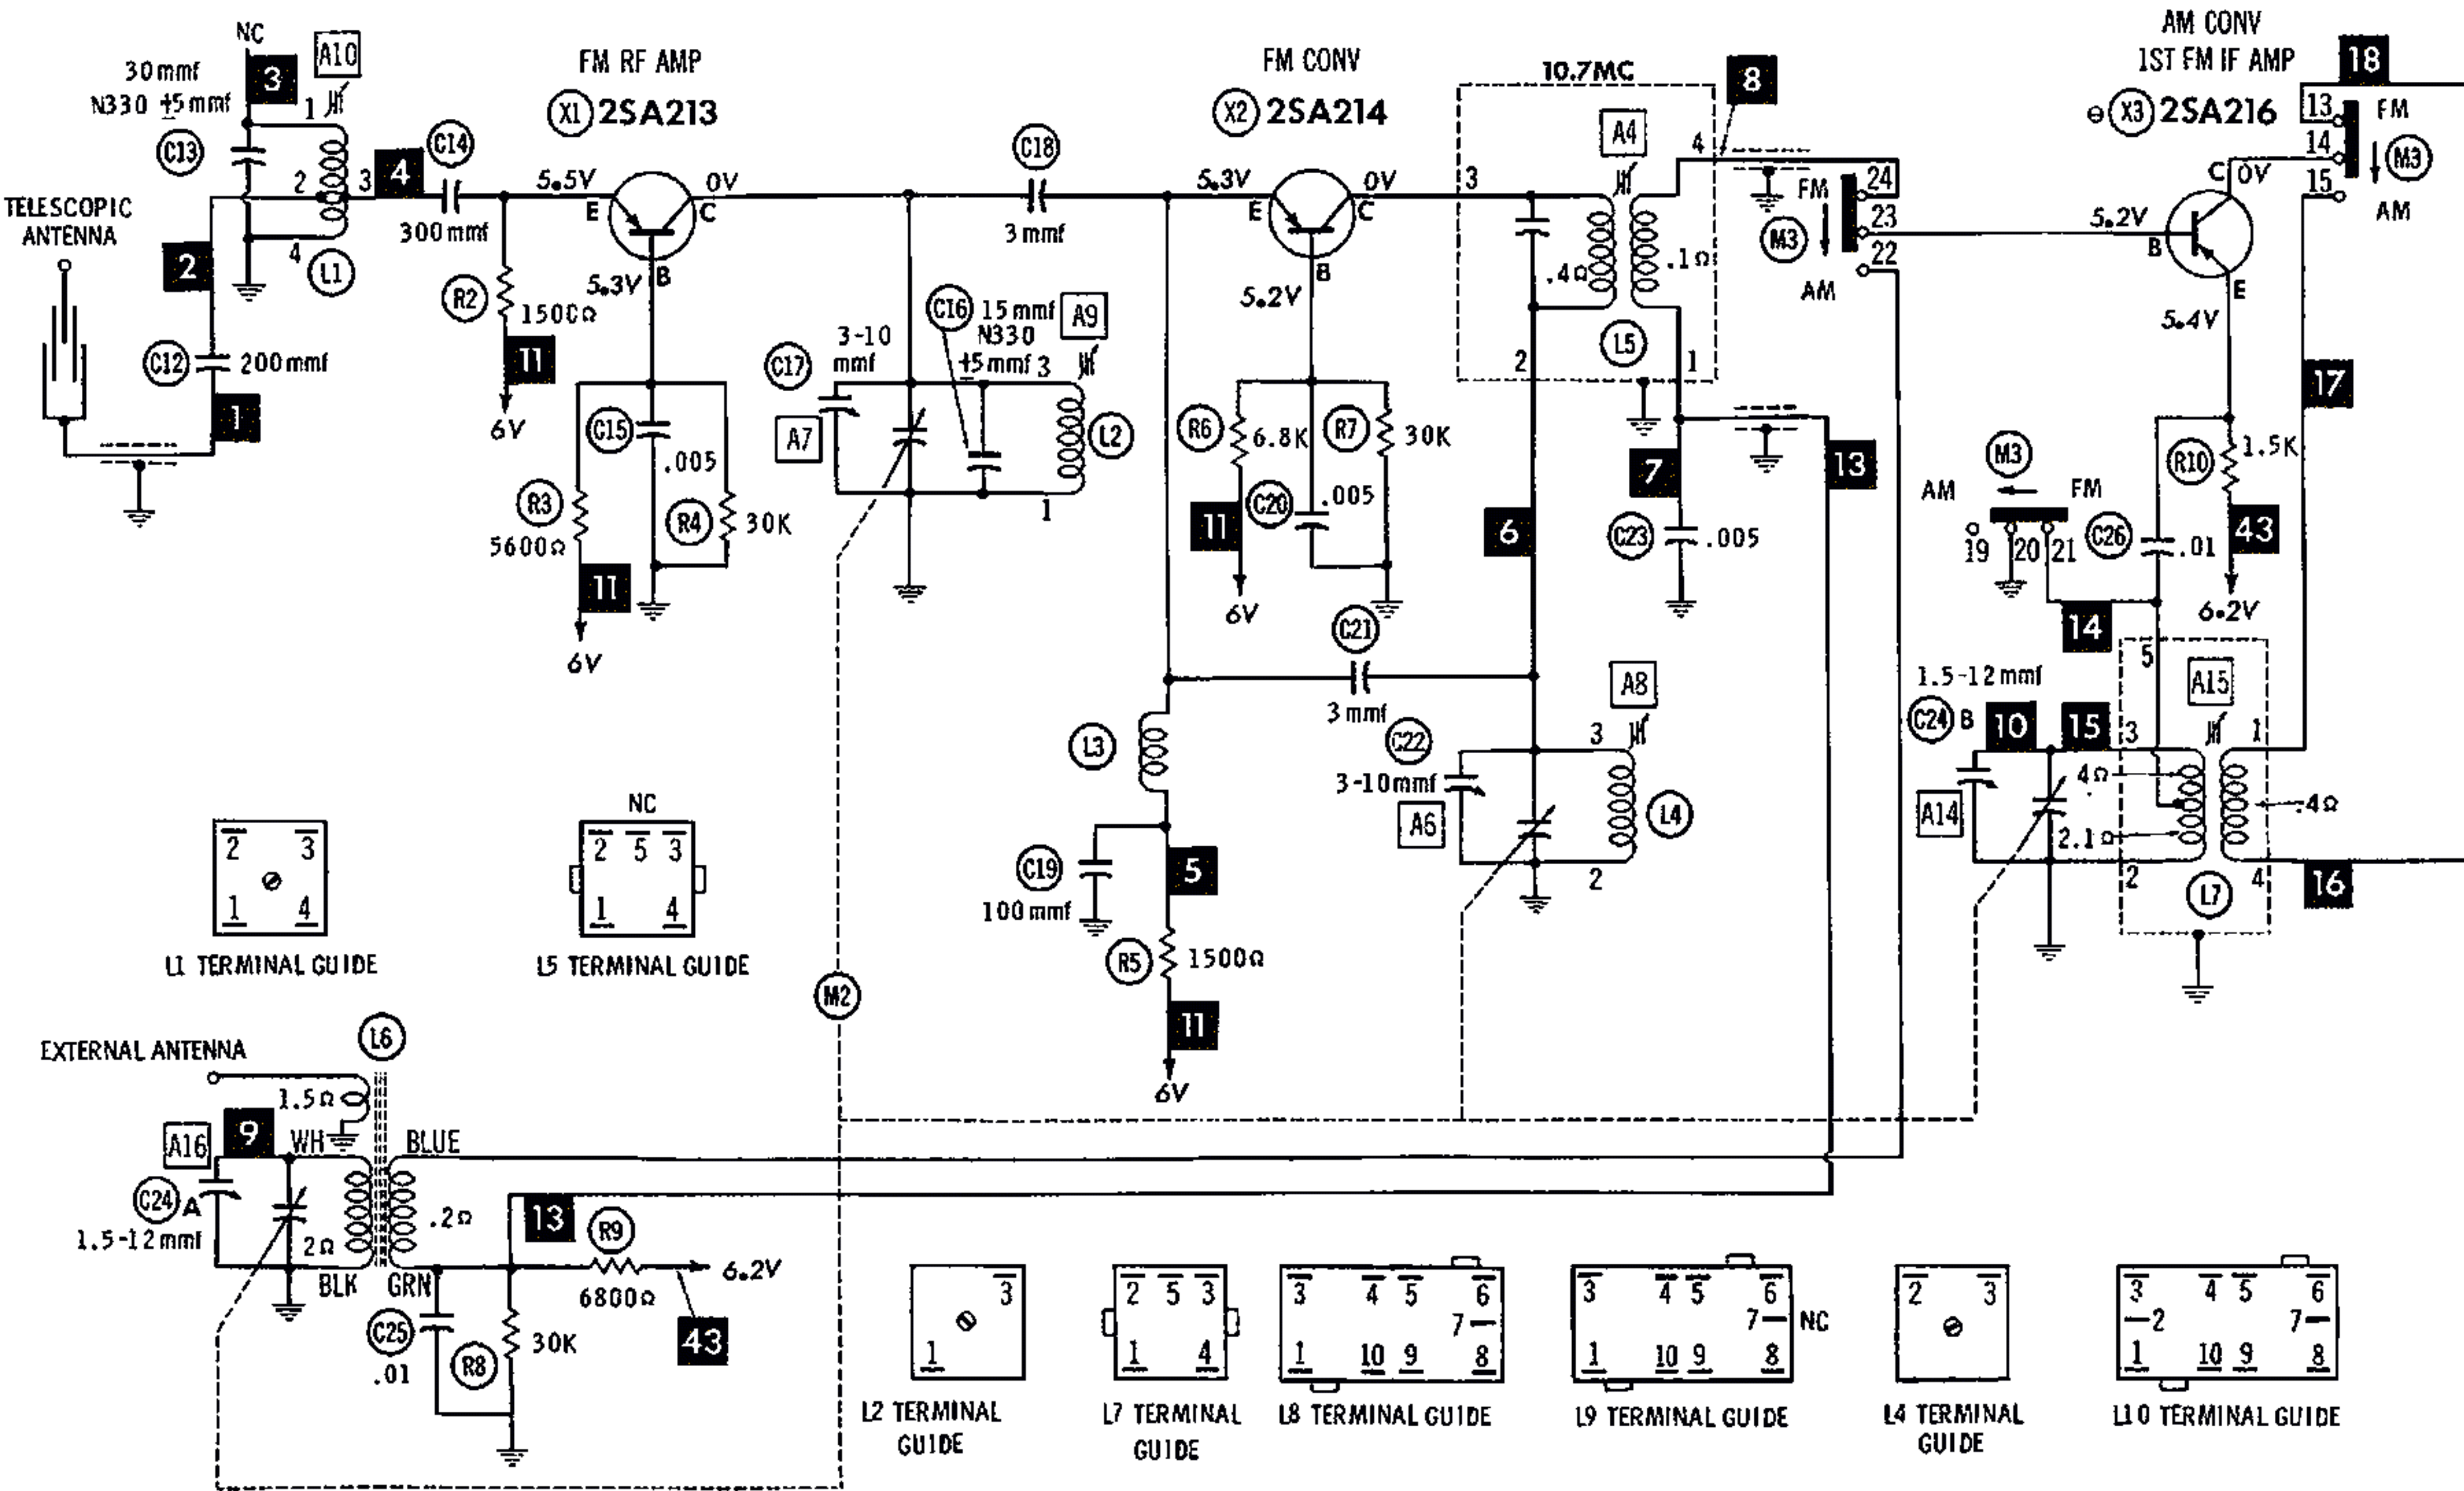 NC
30 mmf
N330 ±5 mmf
3
A10
1
C13
2
3
4
C14
300 mmf
4
L1
TELESCOPIC
ANTENNA
2
C12
200 mmf
1
FM RF AMP
X1 2SA213
5.5V
E
0V
C
5.3V
B
R2
1500Ω
11
6V
C15
.005
R3
5600Ω
R4
30K
11
6V
C17
3-10
mmf
A7
C16
15 mmf
N330
±5 mmf
3
A9
L2
1
C18
3 mmf
FM CONV
X2 2SA214
5.3V
E
0V
C
5.2V
B
R6
6.8K
R7
30K
C20
.005
11
6V
10.7MC
3
A4
4
.4Ω
.1Ω
L5
2
1
8
FM
M3
AM
24
23
22
7
C23
.005
13
6
C21
3 mmf
C22
3-10 mmf
A6
A8
3
L4
2
L3
C19
100 mmf
5
R5
1500Ω
11
6V
AM CONV
1ST FM IF AMP
⊖ X3 2SA216
18
13
14
15
FM
M3
AM
C
0V
5.2V
B
E
5.4V
17
R10
1.5K
43
6.2V
M3
AM
FM
19
20
21
C26
.01
14
5
A15
1.5-12 mmf
C24 B
10
15
3
1
A14
.4Ω
2.1Ω
.4Ω
2
4
L7
16
2
3
1
4
L1 TERMINAL GUIDE
NC
2 5 3
1 4
L5 TERMINAL GUIDE
M2
EXTERNAL ANTENNA
L6
1.5Ω
A16
9
WH
BLUE
C24 A
1.5-12 mmf
2Ω
.2Ω
BLK
GRN
13
R9
6800Ω
6.2V
43
C25
.01
R8
30K
3
1
L2 TERMINAL
GUIDE
2 5 3
1 4
L7 TERMINAL
GUIDE
3 4 5 6
7
1 10 9 8
L8 TERMINAL GUIDE
3 4 5 6
7 NC
1 10 9 8
L9 TERMINAL GUIDE
2 3
L4 TERMINAL
GUIDE
3 4 5 6
2 7
1 10 9 8
L10 TERMINAL GUIDE